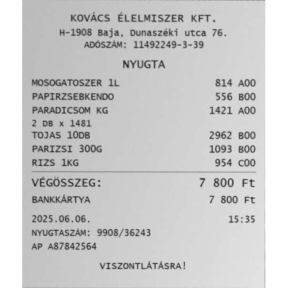 KOVÁCS ÉLELMISZER KFT.
H-1908 Baja, Dunaszéki utca 76.
ADÓSZÁM: 11492249-3-39
NYUGTA
MOSOGATOSZER 1L 814 A00
PAPIRZSEBKENDO 556 B00
PARADICSOM KG 1421 A00
2 DB x 1481
TOJAS 10DB 2962 B00
PARIZSI 300G 1093 B00
RIZS 1KG 954 C00
VÉGÖSSZEG: 7 800 Ft
BANKKÁRTYA 7 800 Ft
2025.06.06. 15:35
NYUGTASZÁM: 9908/36243
AP A87842564
VISZONTLÁTÁSRA!